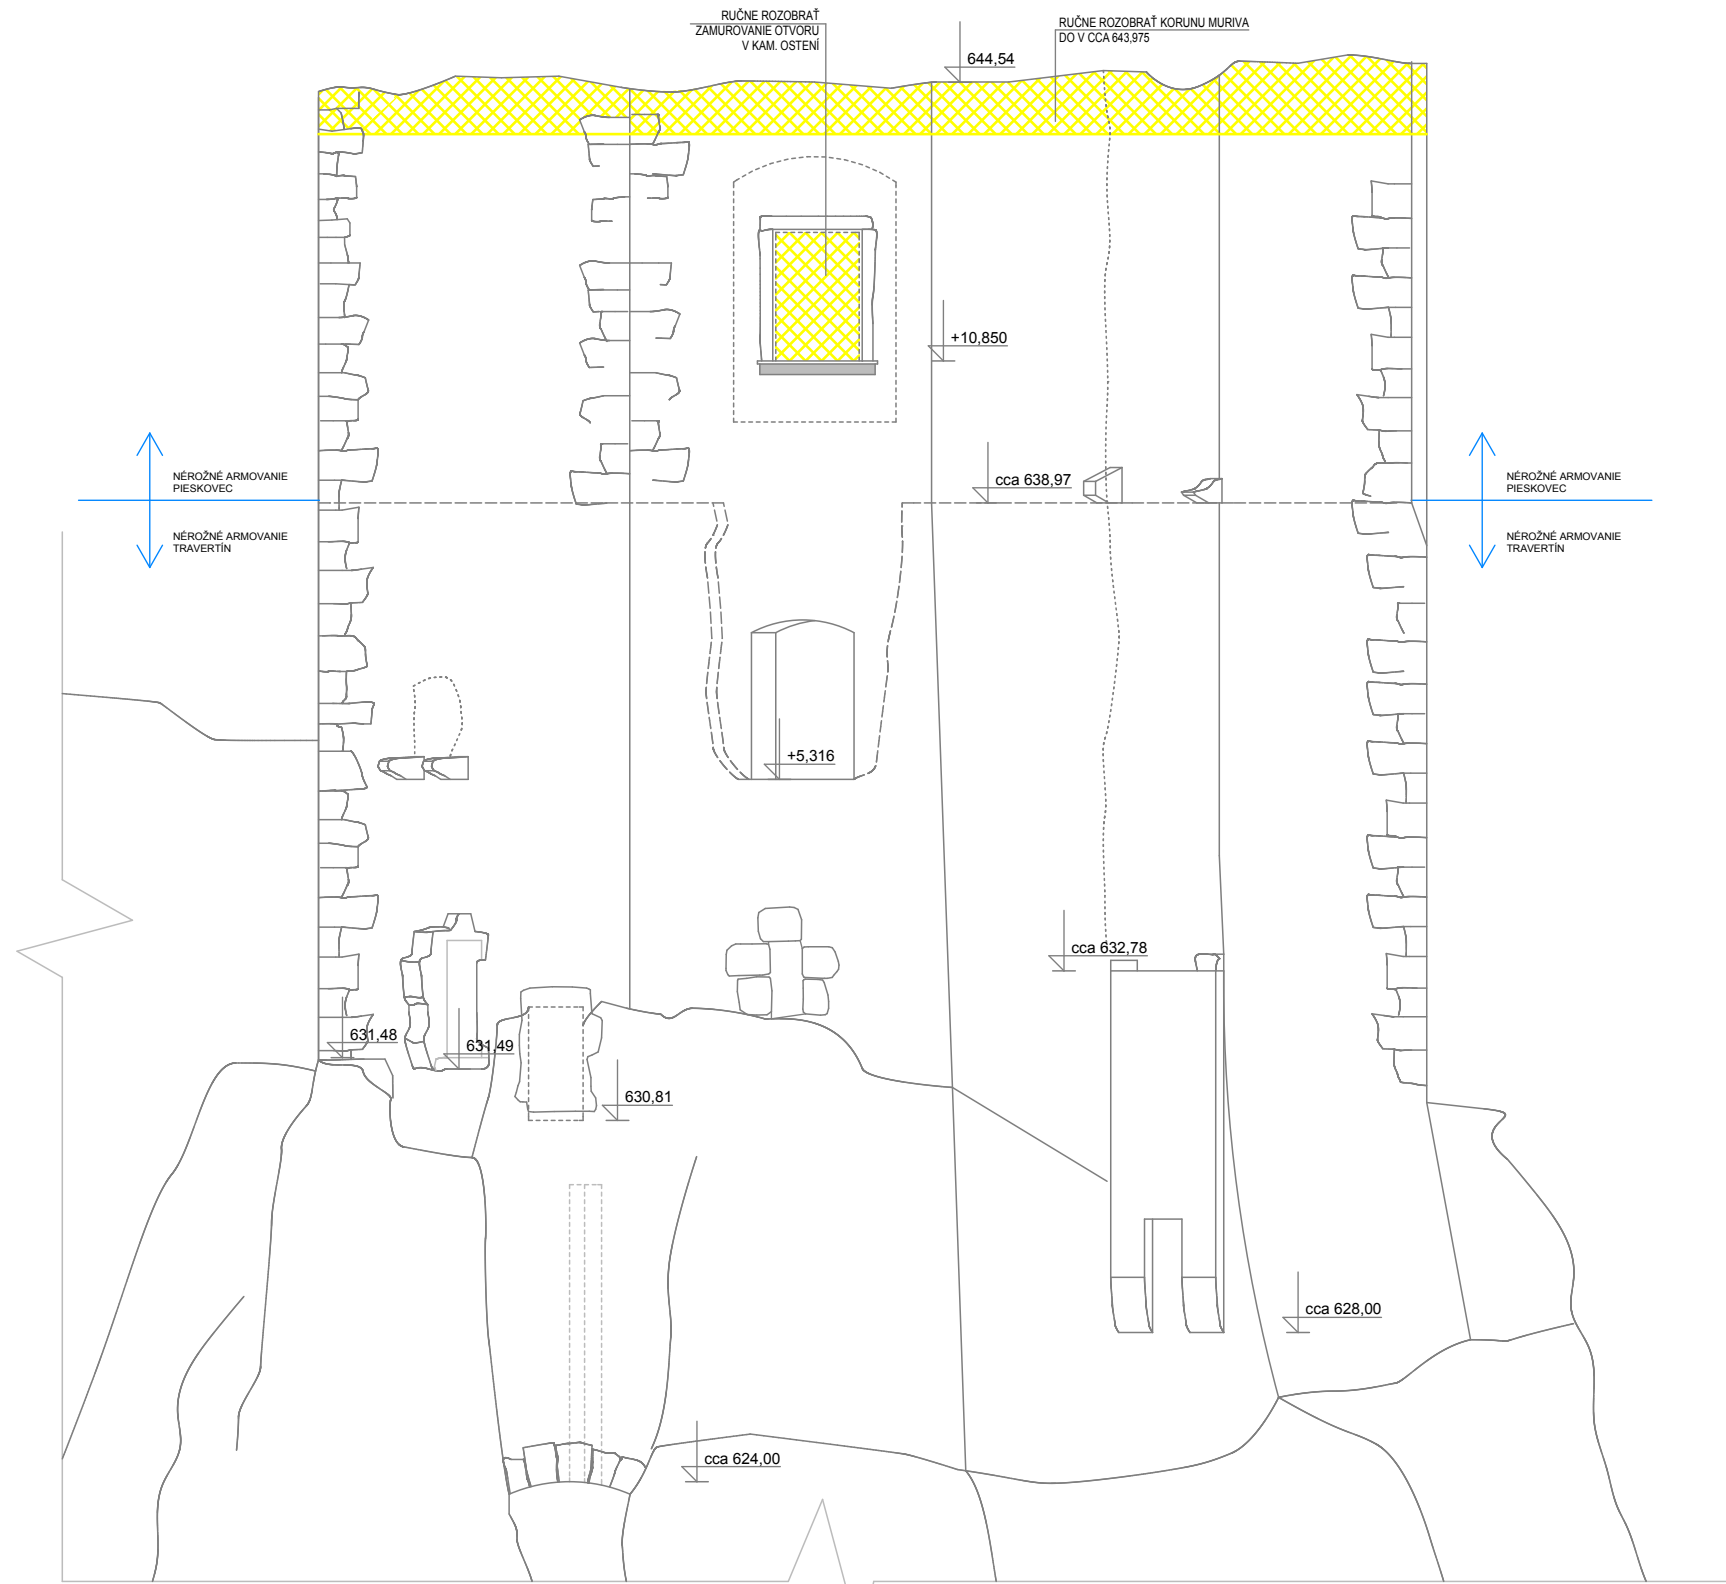 RUČNE ROZOBRAŤ
ZAMUROVANIE OTVORU
V KAM. OSTENÍ
RUČNE ROZOBRAŤ KORUNU MURIVA
DO V CCA 643,975
644,54
+10,850
cca 638,97
NÉROŽNÉ ARMOVANIE
PIESKOVEC
NÉROŽNÉ ARMOVANIE
TRAVERTÍN
NÉROŽNÉ ARMOVANIE
PIESKOVEC
NÉROŽNÉ ARMOVANIE
TRAVERTÍN
+5,316
cca 632,78
631,48
631,49
630,81
cca 628,00
cca 624,00